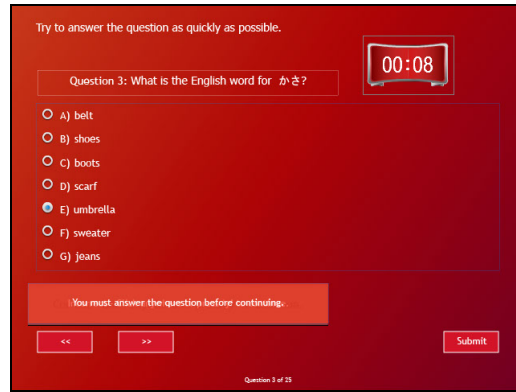 Try to answer the question as quickly as possible.
00:08
Question 3: What is the English word for かさ?
A) belt
B) shoes
C) boots
D) scarf
E) umbrella
F) sweater
G) jeans
You must answer the question before continuing.
<<
>>
Submit
Question 3 of 25